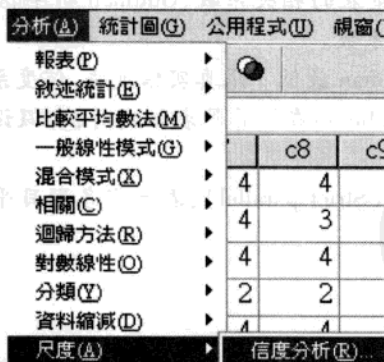 分析(A) 統計圖(G) 公用程式(U) 視窗(
報表(P)
敘述統計(E)
比較平均數法(M)
一般線性模式(G)
c8 c9
混合模式(X)
4 4
相關(C)
4 3
迴歸方法(R)
對數線性(O)
4 4
分類(Y)
2 2
資料縮減(D)
4 4
尺度(A)
信度分析(R)...